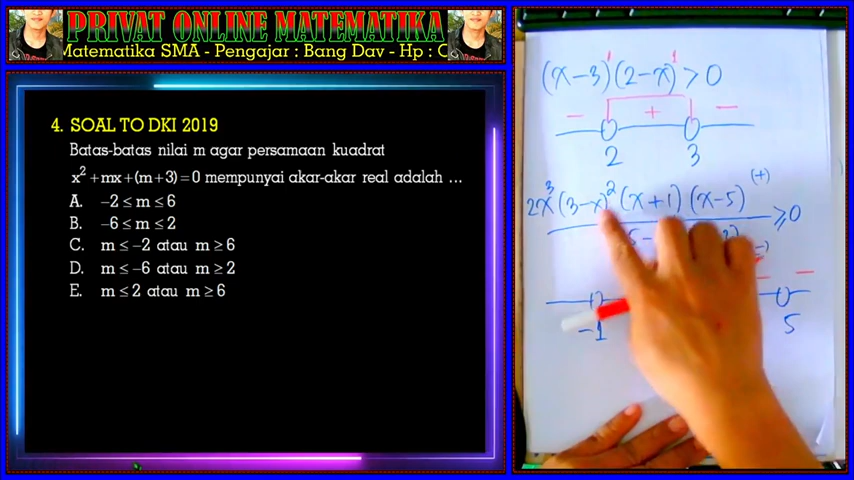 PRIVAT ONLINE MATEMATIKA
Matematika SMA - Pengajar : Bang Dav - Hp :
4. SOAL TO DKI 2019
Batas-batas nilai m agar persamaan kuadrat
x² + mx + (m + 3) = 0 mempunyai akar-akar real adalah ...
A. −2 ≤ m ≤ 6
B. −6 ≤ m ≤ 2
C. m ≤ −2 atau m ≥ 6
D. m ≤ −6 atau m ≥ 2
E. m ≤ 2 atau m ≥ 6
(x−3)¹(2−x)¹ > 0
− + −
2 3
2x³(3−x)²(x+1)(x−5) (+)
≥ 0
(−)
−
−1 5